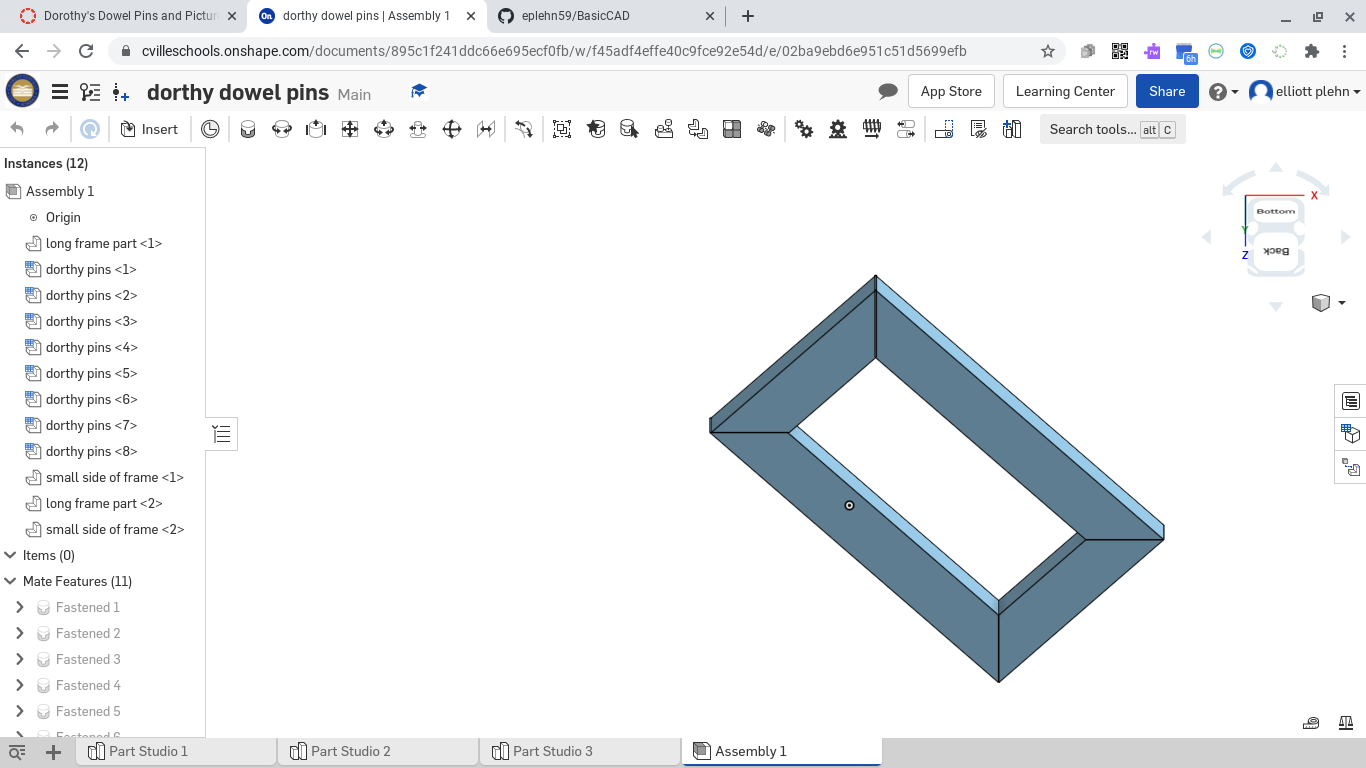 Dorothy's Dowel Pins and Pictur
dorthy dowel pins | Assembly 1
eplehn59/BasicCAD
cvilleschools.onshape.com/documents/895c1f241ddc66e695ecf0fb/w/f45adf4effe40c9fce92e54d/e/02ba9ebd6e951c51d5699efb
rw
6h
dorthy dowel pins Main
App Store
Learning Center
Share
elliott plehn
Insert
Search tools... alt C
Instances (12)
Assembly 1
Origin
long frame part <1>
dorthy pins <1>
dorthy pins <2>
dorthy pins <3>
dorthy pins <4>
dorthy pins <5>
dorthy pins <6>
dorthy pins <7>
dorthy pins <8>
small side of frame <1>
long frame part <2>
small side of frame <2>
Items (0)
Mate Features (11)
Fastened 1
Fastened 2
Fastened 3
Fastened 4
Fastened 5
Fastened 6
X
Bottom
Y
Back
Z
Part Studio 1
Part Studio 2
Part Studio 3
Assembly 1